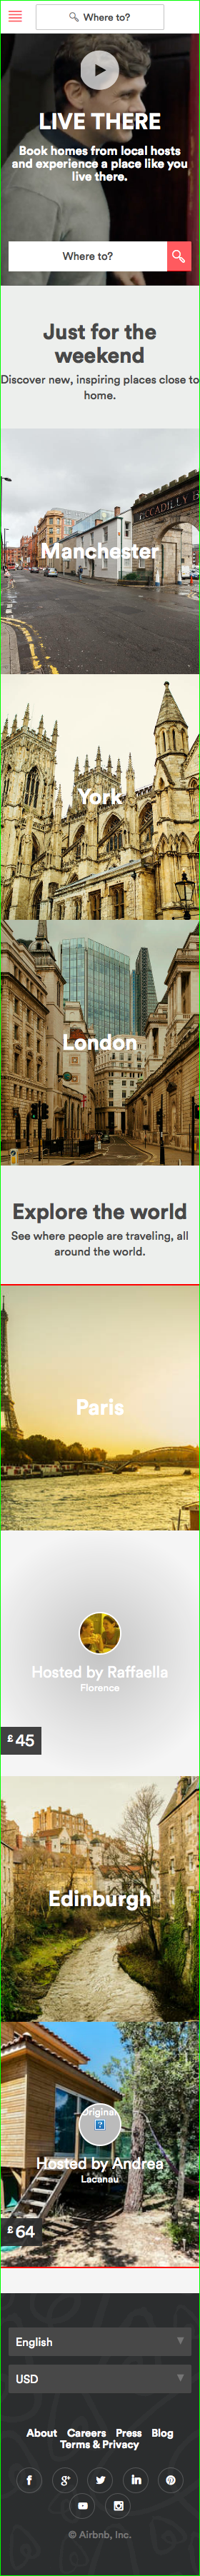 Where to?
LIVE THERE
Book homes from local hosts
and experience a place like you
live there.
Where to?
Just for the
weekend
Discover new, inspiring places close to
home.
PICCADILLY
Manchester
York
London
Explore the world
See where people are traveling, all
around the world.
Paris
Hosted by Raffaella
Florence
£45
Edinburgh
Original
Hosted by Andrea
Lacanau
£64
English
USD
About Careers Press Blog
Terms & Privacy
© Airbnb, Inc.